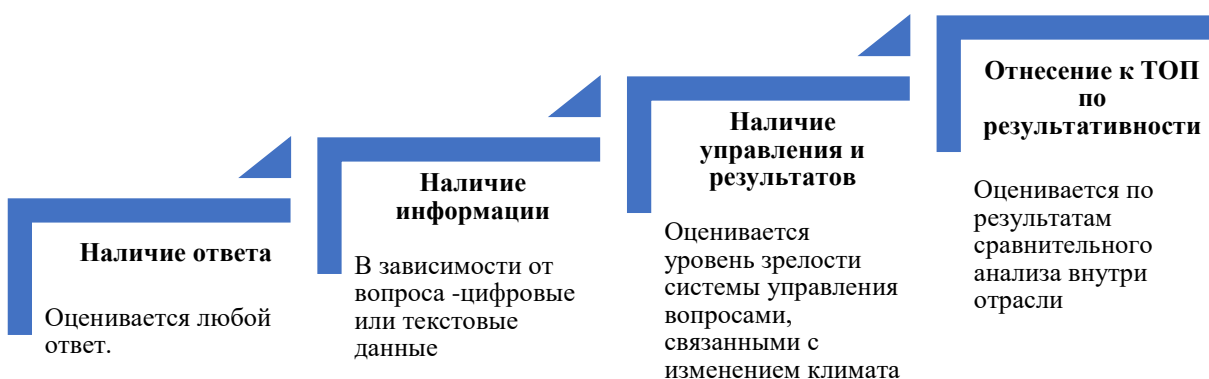 Наличие ответа
Оценивается любой
ответ.
Наличие
информации
В зависимости от
вопроса -цифровые
или текстовые
данные
Наличие
управления и
результатов
Оценивается
уровень зрелости
системы управления
вопросами,
связанными с
изменением климата
Отнесение к ТОП
по
результативности
Оценивается по
результатам
сравнительного
анализа внутри
отрасли